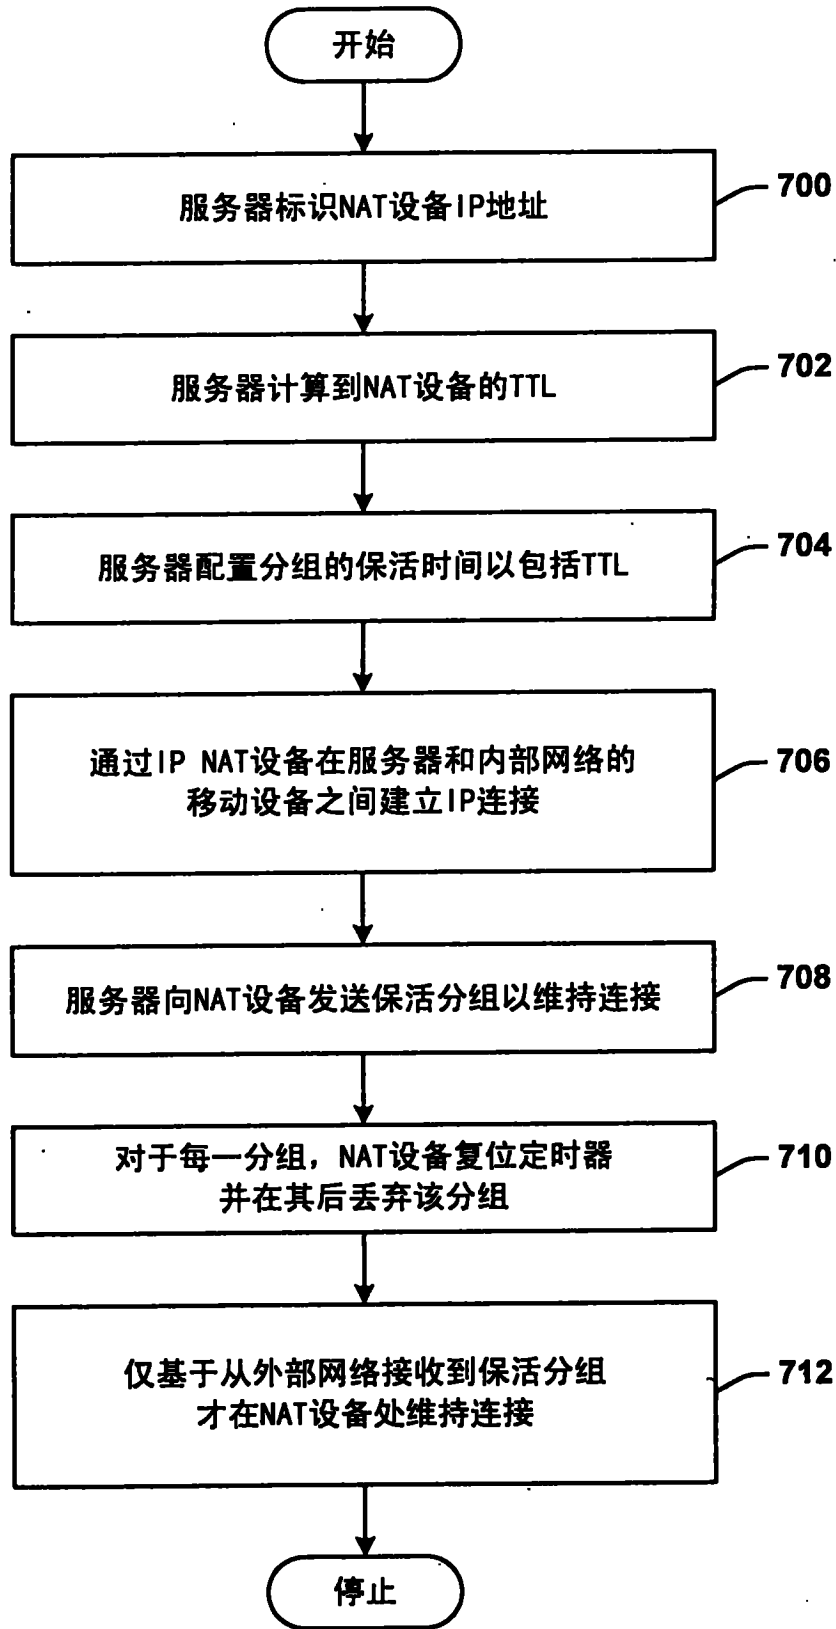 开始
服务器标识NAT设备IP地址
700
服务器计算到NAT设备的TTL
702
服务器配置分组的保活时间以包括TTL
704
通过IP NAT设备在服务器和内部网络的
移动设备之间建立IP连接
706
服务器向NAT设备发送保活分组以维持连接
708
对于每一分组，NAT设备复位定时器
并在其后丢弃该分组
710
仅基于从外部网络接收到保活分组
才在NAT设备处维持连接
712
停止